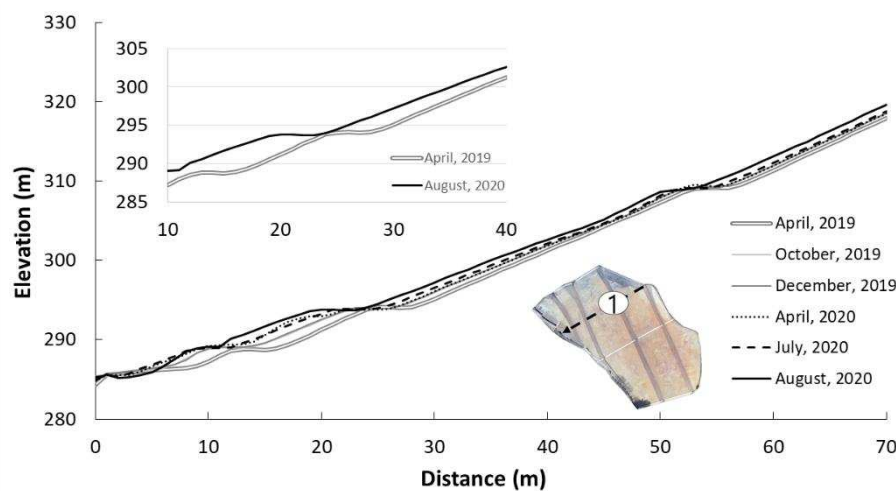 330
320
310
300
290
280
Elevation (m)
0
10
20
30
40
50
60
70
Distance (m)
305
300
295
290
285
10
20
30
40
April, 2019
August, 2020
April, 2019
October, 2019
December, 2019
April, 2020
July, 2020
August, 2020
1